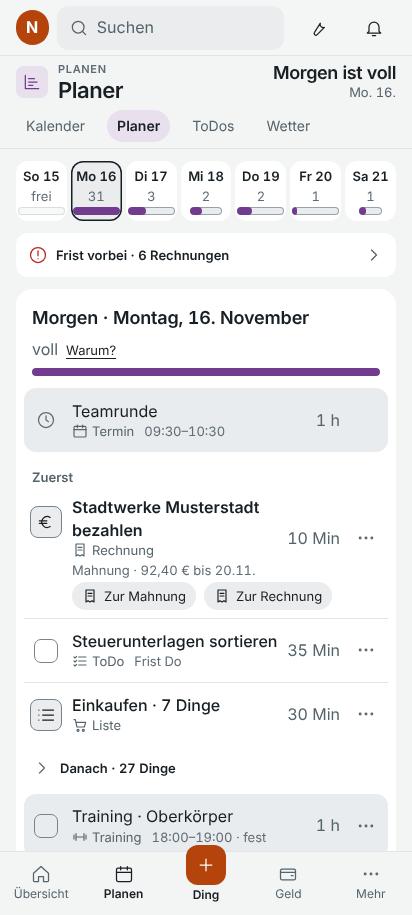 N
Suchen
PLANEN
Planer
Morgen ist voll
Mo. 16.
Kalender Planer ToDos Wetter
So 15 Mo 16 Di 17 Mi 18 Do 19 Fr 20 Sa 21
frei 31 3 2 2 1 1
Frist vorbei · 6 Rechnungen
Morgen · Montag, 16. November
voll Warum?
Teamrunde
Termin 09:30–10:30
1 h
Zuerst
€
Stadtwerke Musterstadt
bezahlen
Rechnung
Mahnung · 92,40 € bis 20.11.
10 Min
Zur Mahnung Zur Rechnung
Steuerunterlagen sortieren
ToDo Frist Do
35 Min
Einkaufen · 7 Dinge
Liste
30 Min
Danach · 27 Dinge
Training · Oberkörper
Training 18:00–19:00 · fest
1 h
Übersicht Planen Ding Geld Mehr